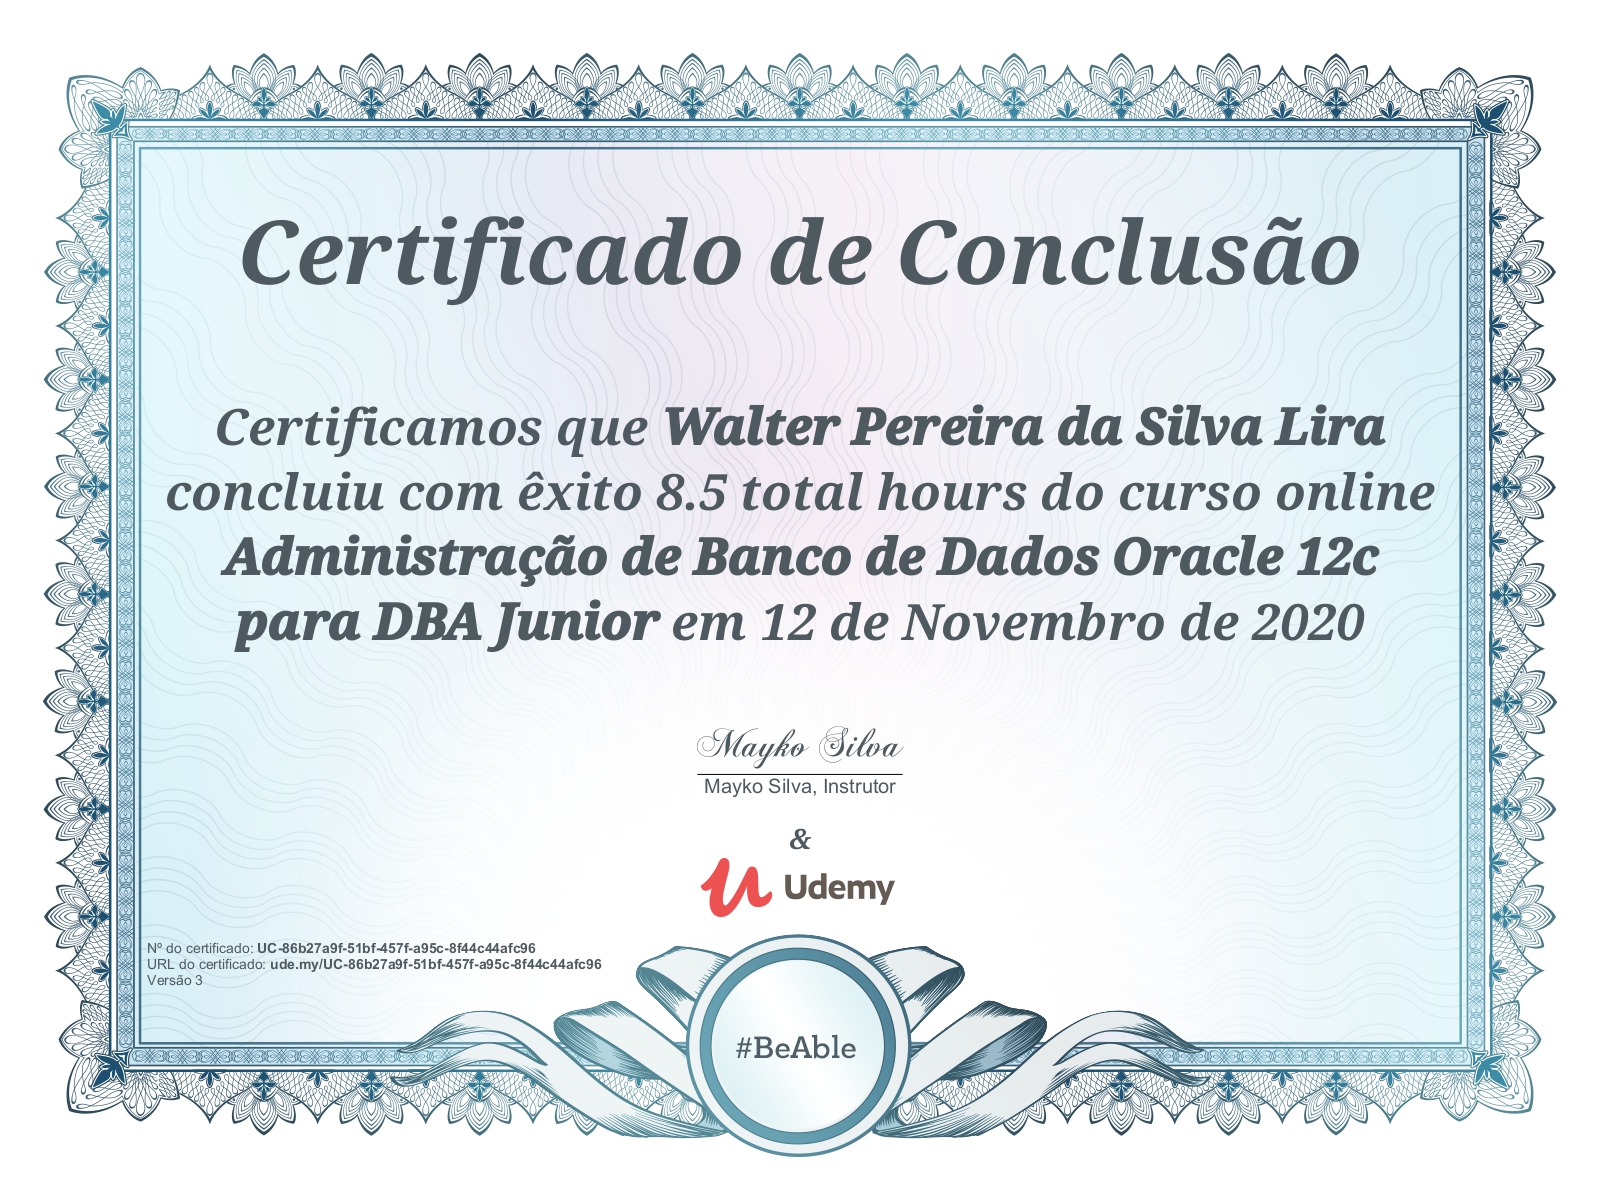 Certificado de Conclusão
Certificamos que Walter Pereira da Silva Lira
concluiu com êxito 8.5 total hours do curso online
Administração de Banco de Dados Oracle 12c
para DBA Junior em 12 de Novembro de 2020
Mayko Silva
Mayko Silva, Instrutor
&
Udemy
Nº do certificado: UC-86b27a9f-51bf-457f-a95c-8f44c44afc96
URL do certificado: ude.my/UC-86b27a9f-51bf-457f-a95c-8f44c44afc96
Versão 3
#BeAble